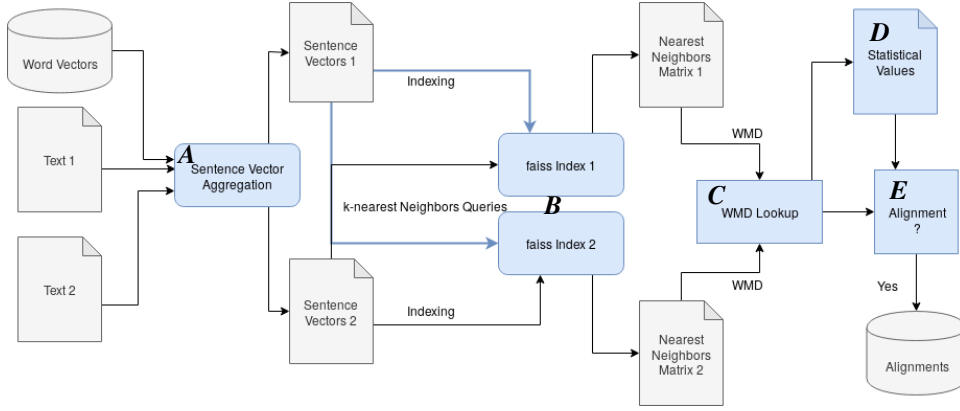 Word Vectors
Text 1
Text 2
A
Sentence Vector
Aggregation
Sentence
Vectors 1
Sentence
Vectors 2
Indexing
k-nearest Neighbors Queries
Indexing
faiss Index 1
B
faiss Index 2
Nearest
Neighbors
Matrix 1
WMD
C
WMD Lookup
WMD
Nearest
Neighbors
Matrix 2
D
Statistical
Values
E
Alignment
?
Yes
Alignments